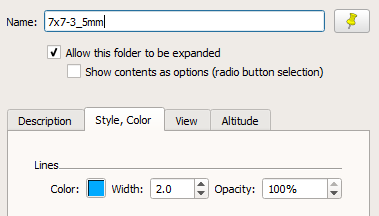 Name: 7x7-3_5mm
Allow this folder to be expanded
Show contents as options (radio button selection)
Description Style, Color View Altitude
Lines
Color: Width: 2.0 Opacity: 100%